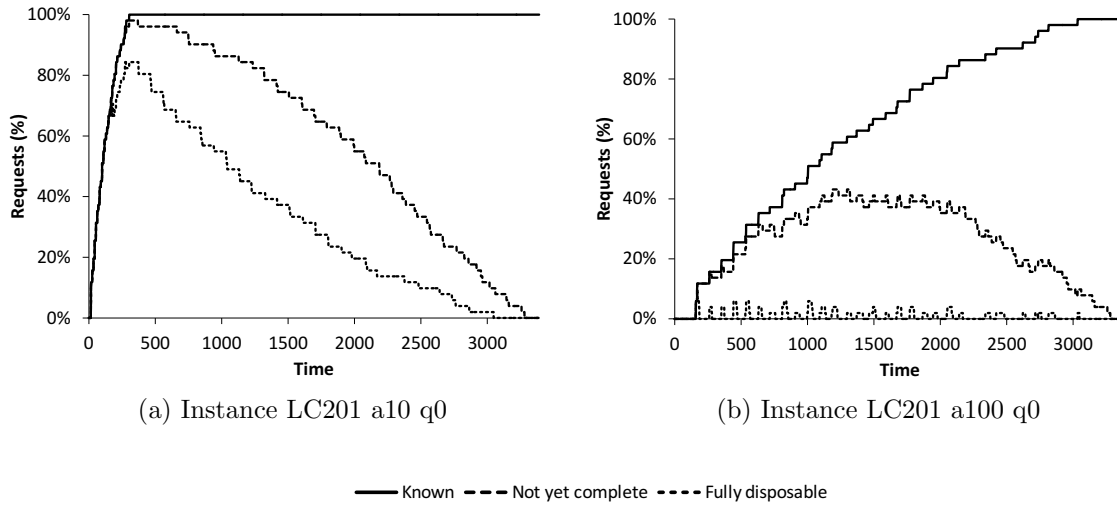 100%
80%
60%
40%
20%
0%
Requests (%)
0 500 1000 1500 2000 2500 3000
Time
(a) Instance LC201 a10 q0
100%
80%
60%
40%
20%
0%
Requests (%)
0 500 1000 1500 2000 2500 3000
Time
(b) Instance LC201 a100 q0
Known Not yet complete Fully disposable